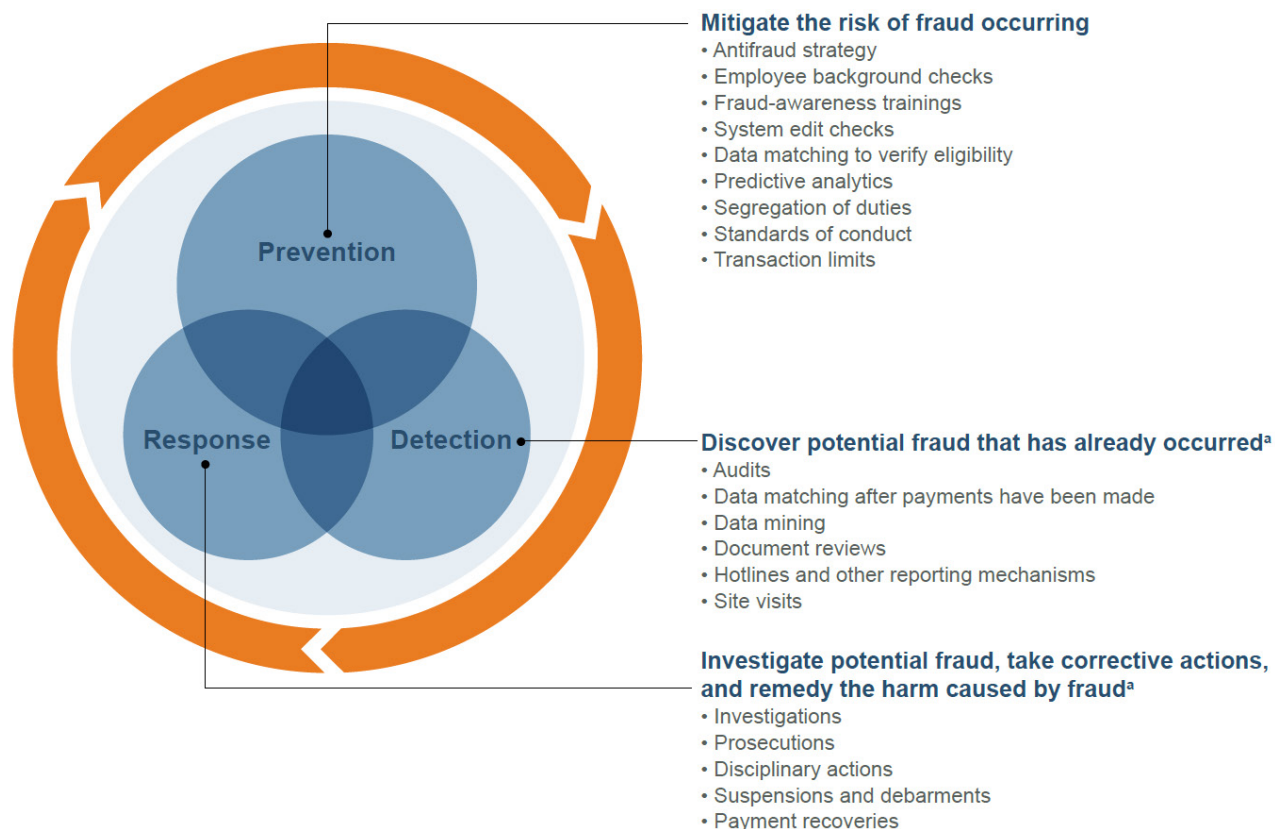 Mitigate the risk of fraud occurring
• Antifraud strategy
• Employee background checks
• Fraud-awareness trainings
• System edit checks
• Data matching to verify eligibility
• Predictive analytics
• Segregation of duties
• Standards of conduct
• Transaction limits
Prevention
Response
Detection
Discover potential fraud that has already occurredᵃ
• Audits
• Data matching after payments have been made
• Data mining
• Document reviews
• Hotlines and other reporting mechanisms
• Site visits
Investigate potential fraud, take corrective actions,
and remedy the harm caused by fraudᵃ
• Investigations
• Prosecutions
• Disciplinary actions
• Suspensions and debarments
• Payment recoveries